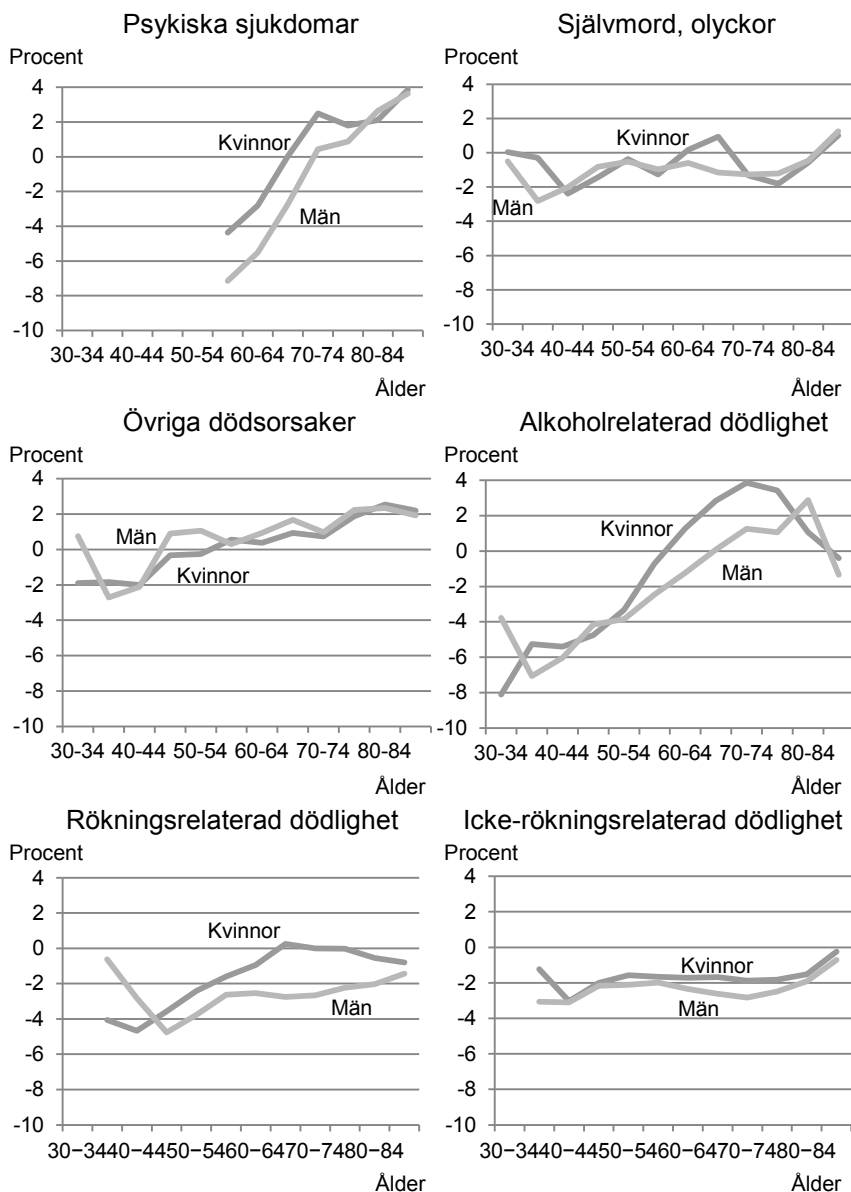 Psykiska sjukdomar
Procent
4
2
0
-2
-4
-6
-8
-10
Kvinnor
Män
30-34 40-44 50-54 60-64 70-74 80-84
Ålder
Självmord, olyckor
Procent
4
2
0
-2
-4
-6
-8
-10
Kvinnor
Män
30-34 40-44 50-54 60-64 70-74 80-84
Ålder
Övriga dödsorsaker
Procent
4
2
0
-2
-4
-6
-8
-10
Män
Kvinnor
30-34 40-44 50-54 60-64 70-74 80-84
Ålder
Alkoholrelaterad dödlighet
Procent
4
2
0
-2
-4
-6
-8
-10
Kvinnor
Män
30-34 40-44 50-54 60-64 70-74 80-84
Ålder
Rökningsrelaterad dödlighet
Procent
4
2
0
-2
-4
-6
-8
-10
Kvinnor
Män
30−3440−4450−5460−6470−7480−84
Ålder
Icke-rökningsrelaterad dödlighet
Procent
4
2
0
-2
-4
-6
-8
-10
Kvinnor
Män
30−3440−4450−5460−6470−7480−84
Ålder